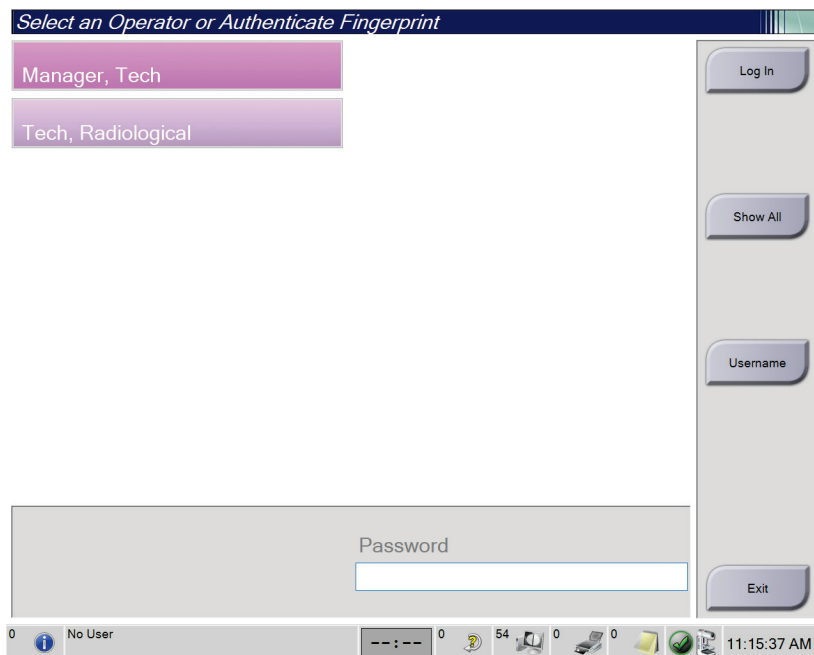 Select an Operator or Authenticate Fingerprint
Manager, Tech
Log In
Tech, Radiological
Show All
Username
Password
Exit
0 No User --:-- 0 54 0 0 11:15:37 AM